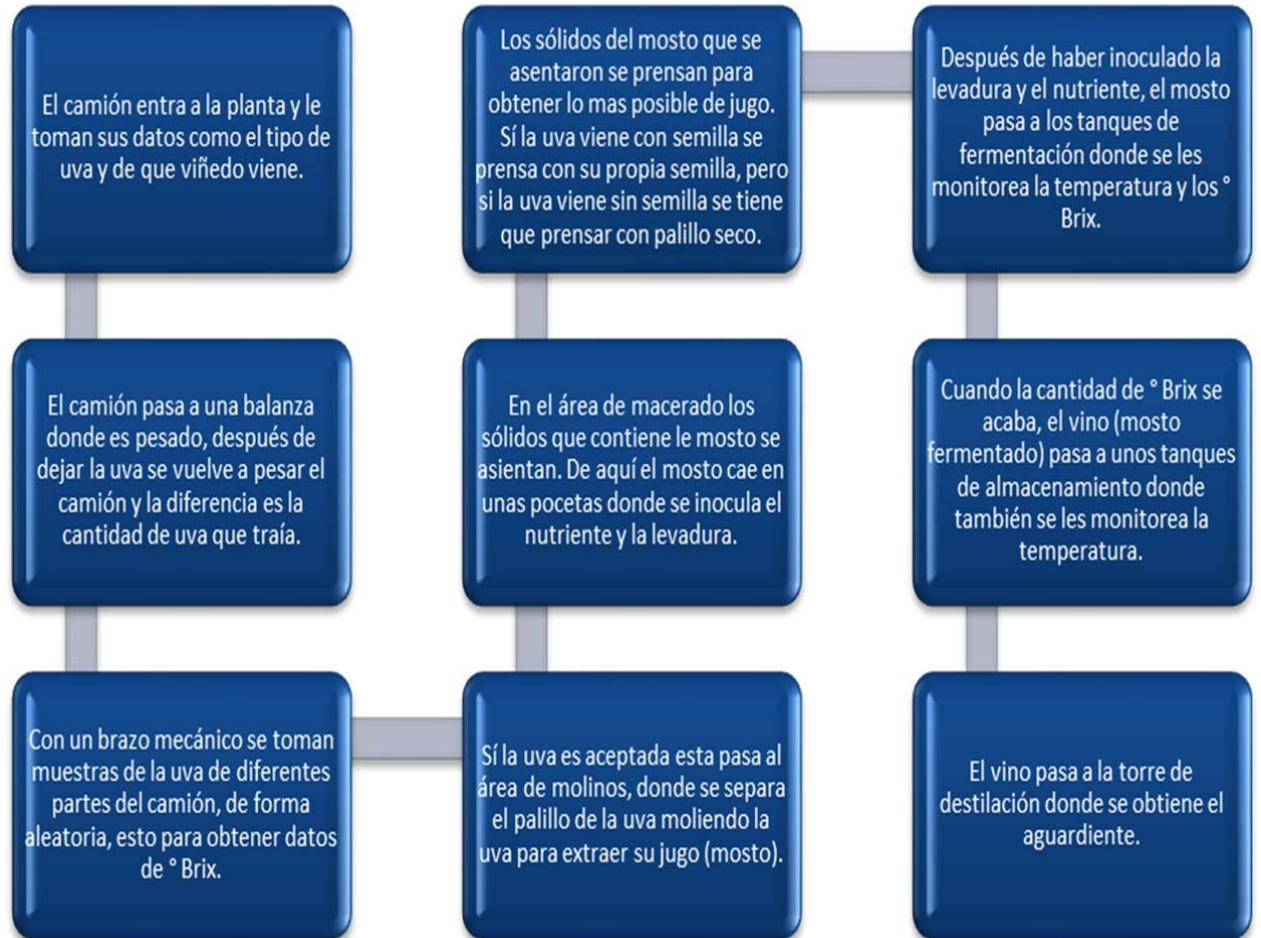 El camión entra a la planta y le
toman sus datos como el tipo de
uva y de que viñedo viene.
El camión pasa a una balanza
donde es pesado, después de
dejar la uva se vuelve a pesar el
camión y la diferencia es la
cantidad de uva que traía.
Con un brazo mecánico se toman
muestras de la uva de diferentes
partes del camión, de forma
aleatoria, esto para obtener datos
de ° Brix.
Sí la uva es aceptada esta pasa al
área de molinos, donde se separa
el palillo de la uva moliendo la
uva para extraer su jugo (mosto).
En el área de macerado los
sólidos que contiene le mosto se
asientan. De aquí el mosto cae en
unas pocetas donde se inocula el
nutriente y la levadura.
Los sólidos del mosto que se
asentaron se prensan para
obtener lo mas posible de jugo.
Sí la uva viene con semilla se
prensa con su propia semilla, pero
si la uva viene sin semilla se tiene
que prensar con palillo seco.
Después de haber inoculado la
levadura y el nutriente, el mosto
pasa a los tanques de
fermentación donde se les
monitorea la temperatura y los °
Brix.
Cuando la cantidad de ° Brix se
acaba, el vino (mosto
fermentado) pasa a unos tanques
de almacenamiento donde
también se les monitorea la
temperatura.
El vino pasa a la torre de
destilación donde se obtiene el
aguardiente.